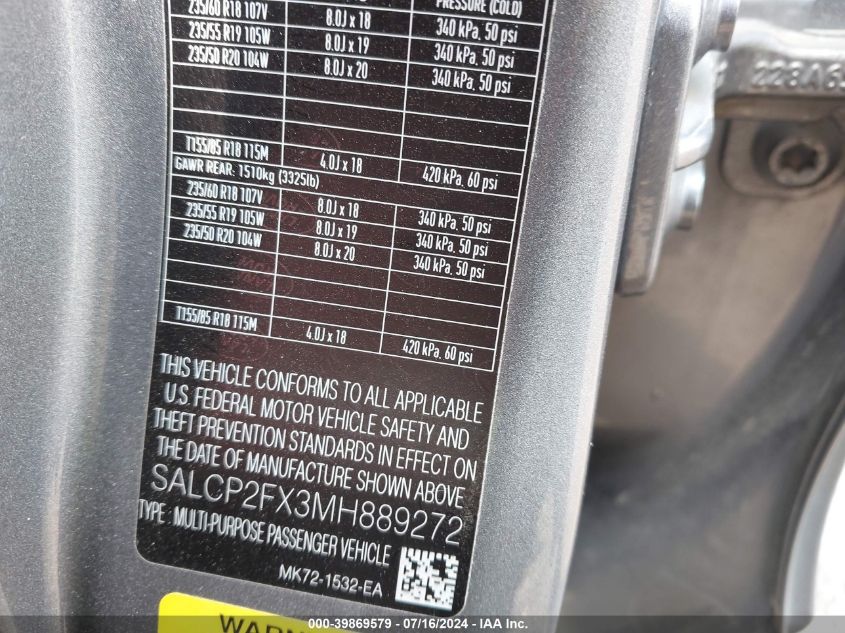 PRESSURE (COLD)
235/60 R18 107V 8.0J x 18 340 kPa, 50 psi
235/55 R19 105W 8.0J x 19 340 kPa, 50 psi
235/50 R20 104W 8.0J x 20 340 kPa, 50 psi
T155/85 R18 115M 4.0J x 18 420 kPa, 60 psi
GAWR REAR: 1510kg (3325lb)
235/60 R18 107V 8.0J x 18 340 kPa, 50 psi
235/55 R19 105W 8.0J x 19 340 kPa, 50 psi
235/50 R20 104W 8.0J x 20 340 kPa, 50 psi
T155/85 R18 115M 4.0J x 18 420 kPa, 60 psi
THIS VEHICLE CONFORMS TO ALL APPLICABLE
U.S. FEDERAL MOTOR VEHICLE SAFETY AND
THEFT PREVENTION STANDARDS IN EFFECT ON
THE DATE OF MANUFACTURE SHOWN ABOVE
SALCP2FX3MH889272
TYPE: MULTI-PURPOSE PASSENGER VEHICLE
MK72-1532-EA
000-39869579 - 07/16/2024 - IAA Inc.